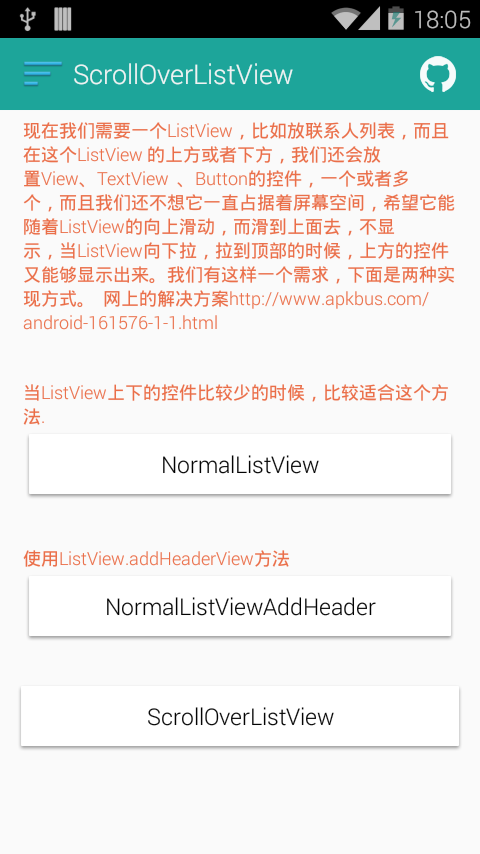 18:05
ScrollOverListView
现在我们需要一个ListView，比如放联系人列表，而且
在这个ListView 的上方或者下方，我们还会放
置View、TextView 、Button的控件，一个或者多
个，而且我们还不想它一直占据着屏幕空间，希望它能
随着ListView的向上滑动，而滑到上面去，不显
示，当ListView向下拉，拉到顶部的时候，上方的控件
又能够显示出来。我们有这样一个需求，下面是两种实
现方式。 网上的解决方案http://www.apkbus.com/
android-161576-1-1.html
当ListView上下的控件比较少的时候，比较适合这个方
法.
NormalListView
使用ListView.addHeaderView方法
NormalListViewAddHeader
ScrollOverListView